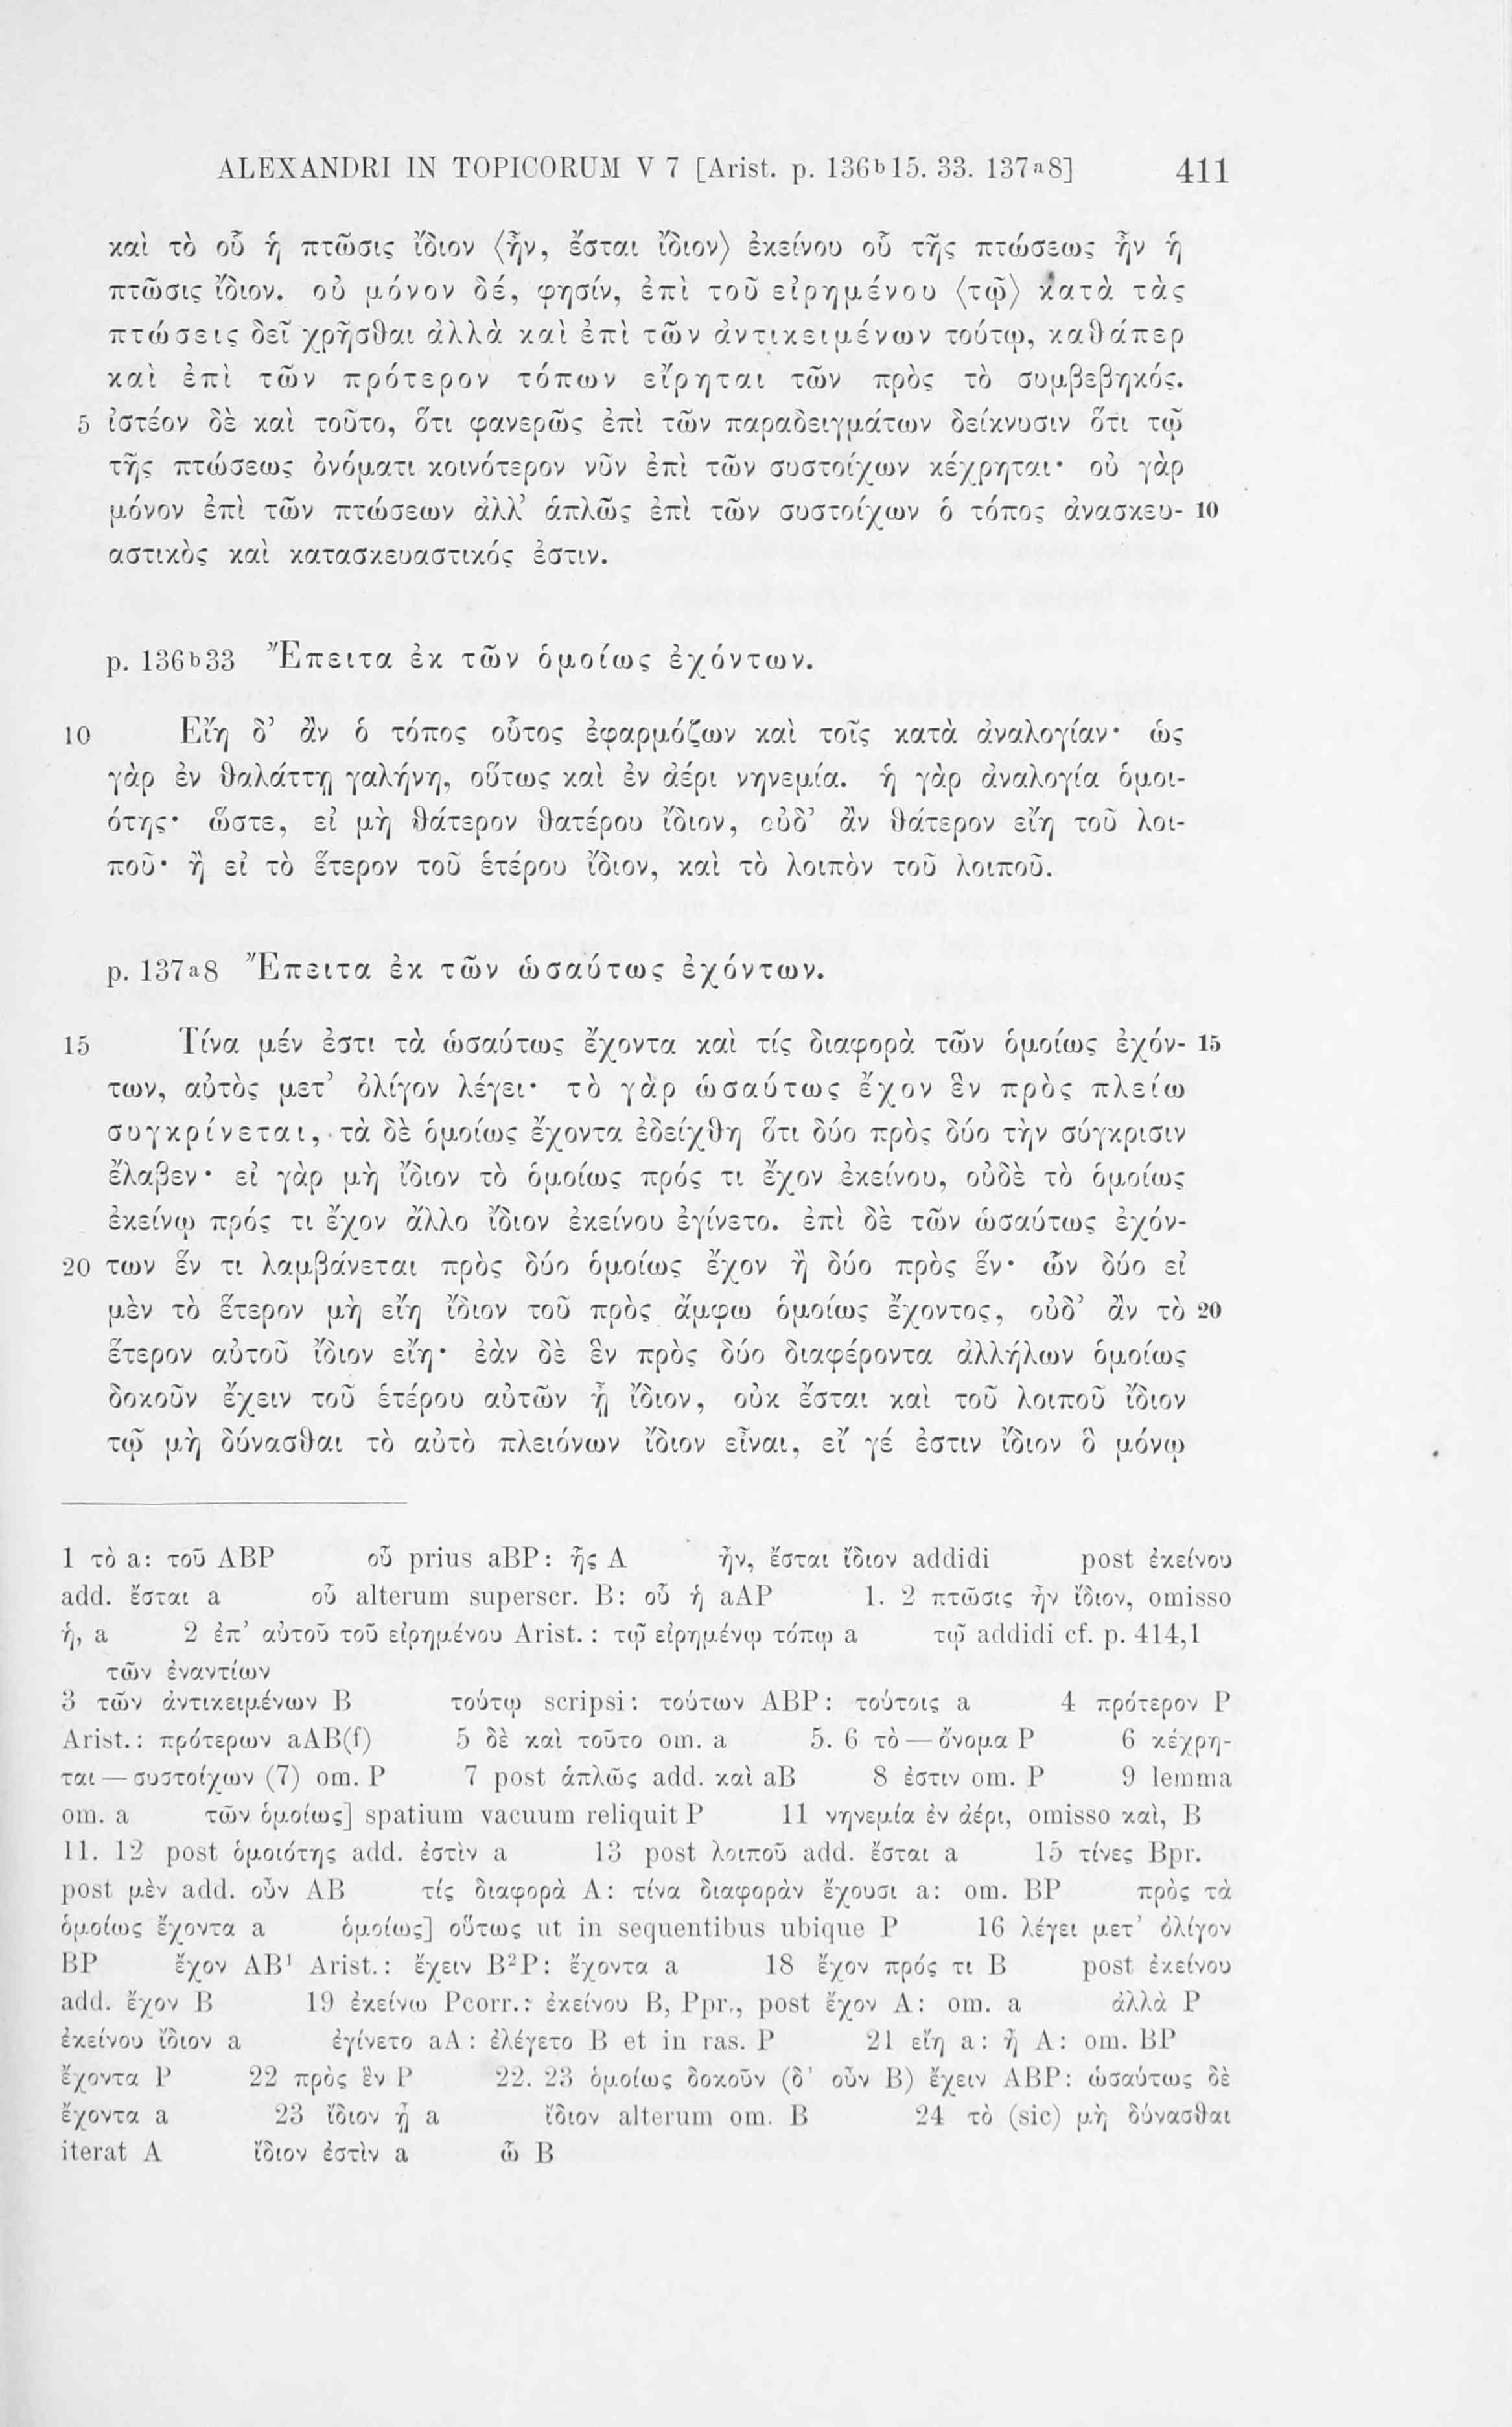 ALEXANDRI IN TOPICORUM V 7 [Arist. p. 136b15. 33. 137a8] 411
καὶ τὸ οὗ ἡ πτῶσις ἴδιον ⟨ἦν, ἔσται ἴδιον⟩ ἐκείνου οὗ τῆς πτώσεως ἦν ἡ
πτῶσις ἴδιον. οὐ μόνον δέ, φησίν, ἐπὶ τοῦ εἰρημένου ⟨τῷ⟩ κατὰ τὰς
πτώσεις δεῖ χρῆσθαι ἀλλὰ καὶ ἐπὶ τῶν ἀντικειμένων τούτῳ, καθάπερ
καὶ ἐπὶ τῶν πρότερον τόπων εἴρηται τῶν πρὸς τὸ συμβεβηκός.
5 ἰστέον δὲ καὶ τοῦτο, ὅτι φανερῶς ἐπὶ τῶν παραδειγμάτων δείκνυσιν ὅτι τῷ
τῆς πτώσεως ὀνόματι κοινότερον νῦν ἐπὶ τῶν συστοίχων κέχρηται· οὐ γὰρ
μόνον ἐπὶ τῶν πτώσεων ἀλλ’ ἁπλῶς ἐπὶ τῶν συστοίχων ὁ τόπος ἀνασκευ- 10
αστικὸς καὶ κατασκευαστικός ἐστιν.
p. 136b33 Ἔπειτα ἐκ τῶν ὁμοίως ἐχόντων.
10 Εἴη δ’ ἂν ὁ τόπος οὗτος ἐφαρμόζων καὶ τοῖς κατὰ ἀναλογίαν· ὡς
γὰρ ἐν θαλάττῃ γαλήνη, οὕτως καὶ ἐν ἀέρι νηνεμία. ἡ γὰρ ἀναλογία ὁμοι-
ότης· ὥστε, εἰ μὴ θάτερον θατέρου ἴδιον, οὐδ’ ἂν θάτερον εἴη τοῦ λοι-
ποῦ· ἢ εἰ τὸ ἕτερον τοῦ ἑτέρου ἴδιον, καὶ τὸ λοιπὸν τοῦ λοιποῦ.
p. 137a8 Ἔπειτα ἐκ τῶν ὡσαύτως ἐχόντων.
15 Τίνα μέν ἐστι τὰ ὡσαύτως ἔχοντα καὶ τίς διαφορὰ τῶν ὁμοίως ἐχόν- 15
των, αὐτὸς μετ’ ὀλίγον λέγει· τὸ γὰρ ὡσαύτως ἔχον ἓν πρὸς πλείω
συγκρίνεται, τὰ δὲ ὁμοίως ἔχοντα ἐδείχθη ὅτι δύο πρὸς δύο τὴν σύγκρισιν
ἔλαβεν· εἰ γὰρ μὴ ἴδιον τὸ ὁμοίως πρός τι ἔχον ἐκείνου, οὐδὲ τὸ ὁμοίως
ἐκείνῳ πρός τι ἔχον ἄλλο ἴδιον ἐκείνου ἐγίνετο. ἐπὶ δὲ τῶν ὡσαύτως ἐχόν-
20 των ἕν τι λαμβάνεται πρὸς δύο ὁμοίως ἔχον ἢ δύο πρὸς ἕν· ὧν δύο εἰ
μὲν τὸ ἕτερον μὴ εἴη ἴδιον τοῦ πρὸς ἄμφω ὁμοίως ἔχοντος, οὐδ’ ἂν τὸ 20
ἕτερον αὐτοῦ ἴδιον εἴη· ἐὰν δὲ ἓν πρὸς δύο διαφέροντα ἀλλήλων ὁμοίως
δοκοῦν ἔχειν τοῦ ἑτέρου αὐτῶν ᾖ ἴδιον, οὐκ ἔσται καὶ τοῦ λοιποῦ ἴδιον
τῷ μὴ δύνασθαι τὸ αὐτὸ πλειόνων ἴδιον εἶναι, εἴ γέ ἐστιν ἴδιον ὃ μόνῳ
1 τὸ a: τοῦ ABP οὗ prius aBP: ἧς A ἦν, ἔσται ἴδιον addidi post ἐκείνου
add. ἔσται a οὗ alterum superscr. B: οὗ ἡ aAP 1. 2 πτῶσις ἦν ἴδιον, omisso
ἡ, a 2 ἐπ’ αὐτοῦ τοῦ εἰρημένου Arist.: τῷ εἰρημένῳ τόπῳ a τῷ addidi cf. p. 414,1
τῶν ἐναντίων
3 τῶν ἀντικειμένων B τούτῳ scripsi: τούτων ABP: τούτοις a 4 πρότερον P
Arist.: πρότερων aAB(f) 5 δὲ καὶ τοῦτο om. a 5. 6 τὸ — ὄνομα P 6 κέχρη-
ται — συστοίχων (7) om. P 7 post ἁπλῶς add. καὶ aB 8 ἐστιν om. P 9 lemma
om. a τῶν ὁμοίως] spatium vacuum reliquit P 11 νηνεμία ἐν ἀέρι, omisso καὶ, B
11. 12 post ὁμοιότης add. ἐστὶν a 13 post λοιποῦ add. ἔσται a 15 τίνες Bpr.
post μὲν add. οὖν AB τίς διαφορὰ A: τίνα διαφορὰν ἔχουσι a: om. BP πρὸς τὰ
ὁμοίως ἔχοντα a ὁμοίως] οὕτως ut in sequentibus ubique P 16 λέγει μετ’ ὀλίγον
BP ἔχον AB¹ Arist.: ἔχειν B²P: ἔχοντα a 18 ἔχον πρός τι B post ἐκείνου
add. ἔχον B 19 ἐκείνῳ Pcorr.: ἐκείνου B, Ppr., post ἔχον A: om. a ἀλλὰ P
ἐκείνου ἴδιον a ἐγίνετο aA: ἐλέγετο B et in ras. P 21 εἴη a: ἦ A: om. BP
ἔχοντα P 22 πρὸς ἓν P 22. 23 ὁμοίως δοκοῦν (δ’ οὖν B) ἔχειν ABP: ὡσαύτως δὲ
ἔχοντα a 23 ἴδιον ᾖ a ἴδιον alterum om. B 24 τὸ (sic) μὴ δύνασθαι
iterat A ἴδιον ἐστὶν a ᾧ B